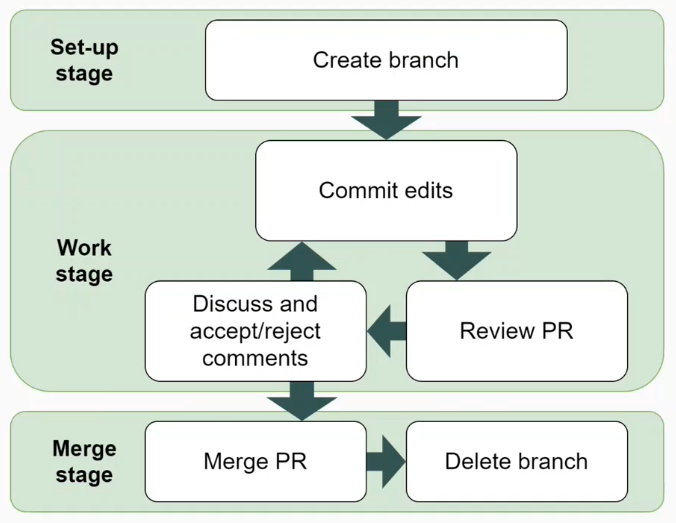 Set-up
stage
Create branch
Commit edits
Work
stage
Discuss and
accept/reject
comments
Review PR
Merge
stage
Merge PR
Delete branch